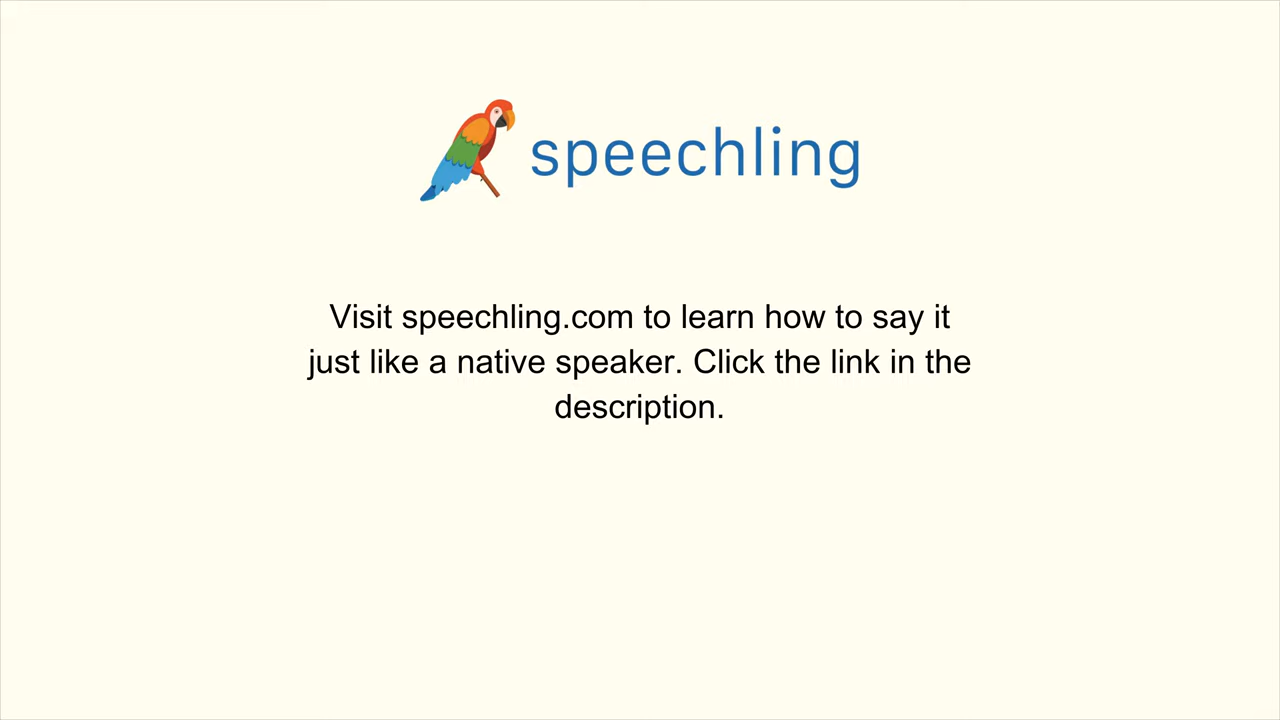 speechling
Visit speechling.com to learn how to say it
just like a native speaker. Click the link in the
description.